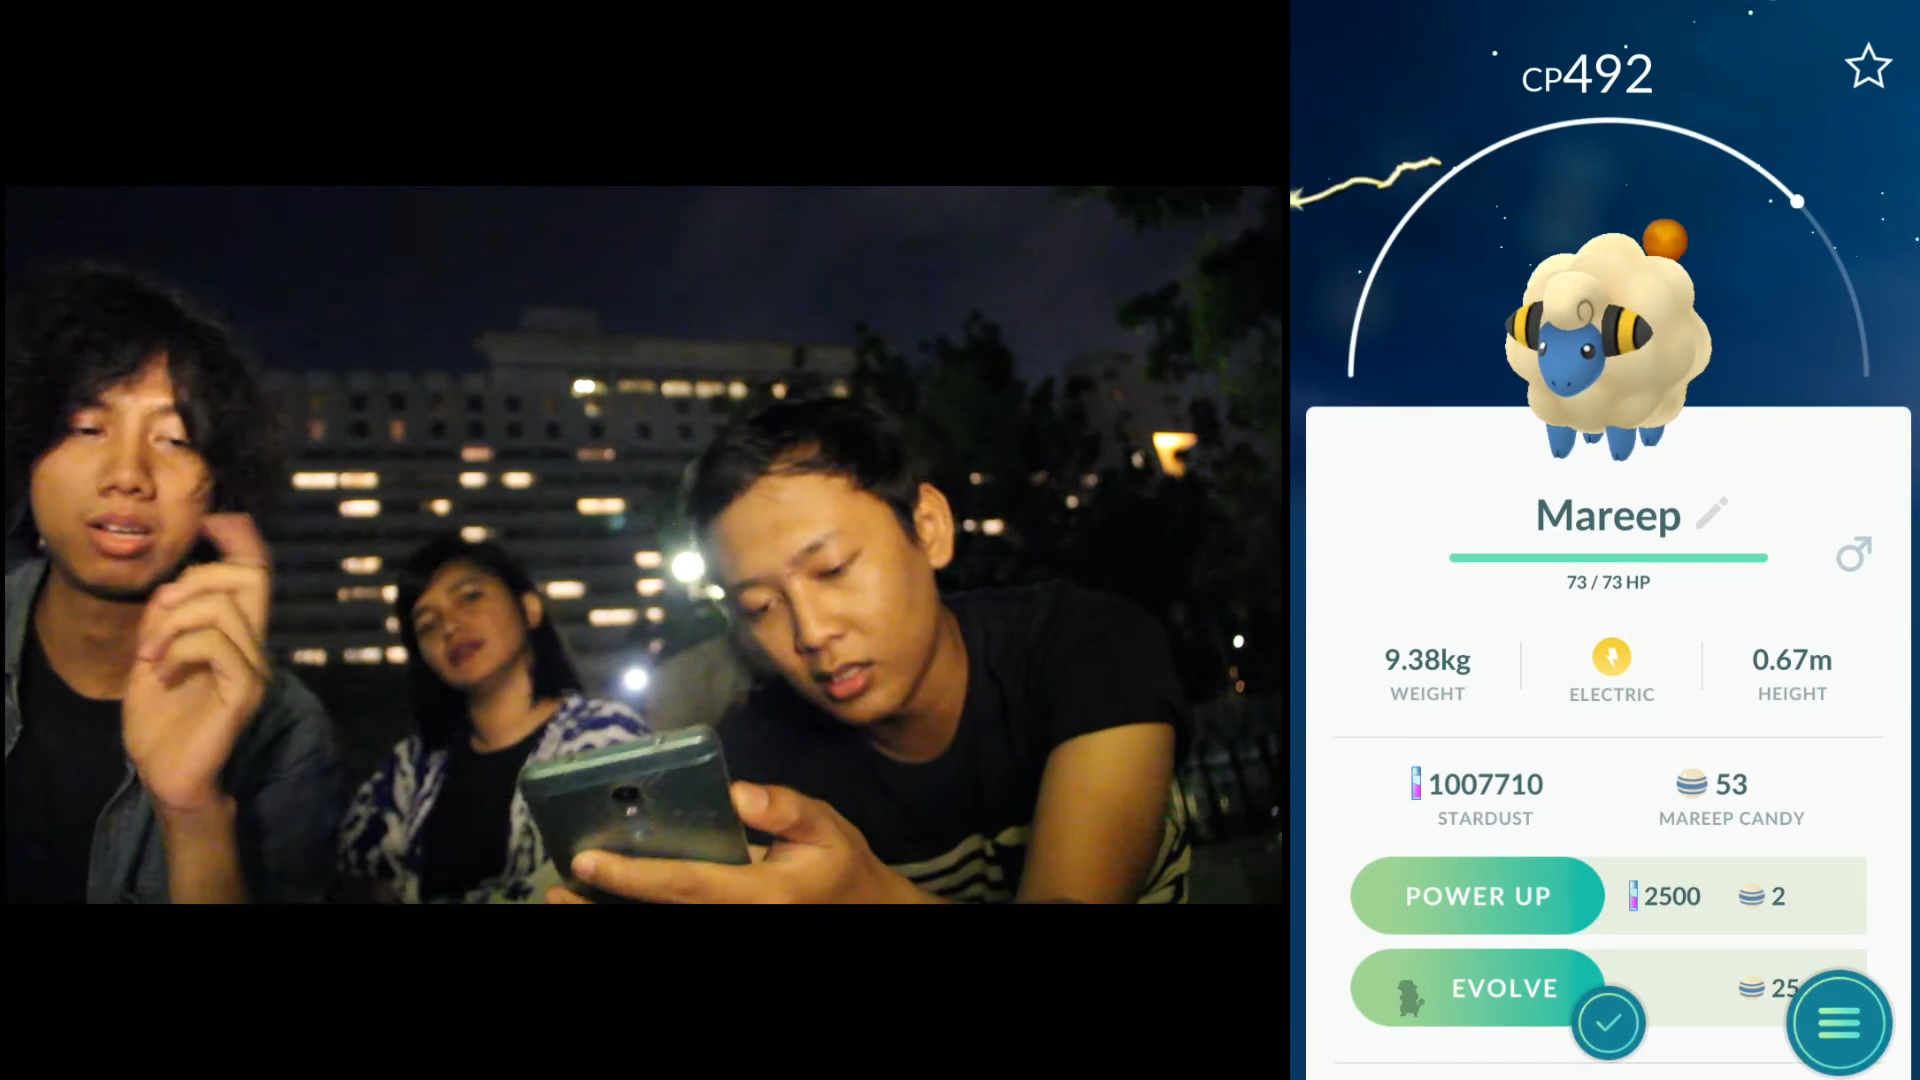 CP492
Mareep
73 / 73 HP
9.38kg
WEIGHT
ELECTRIC
0.67m
HEIGHT
1007710
STARDUST
53
MAREEP CANDY
POWER UP
2500
2
EVOLVE
25